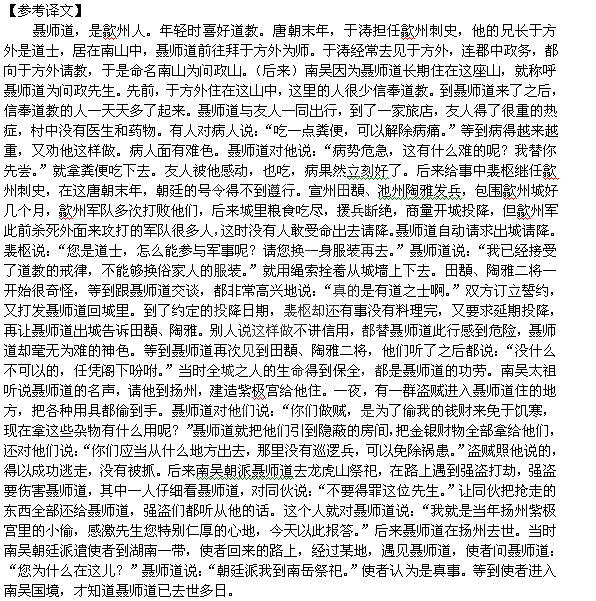 【参考译文】
聂师道，是歙州人。年轻时喜好道教。唐朝末年，于涛担任歙州刺史，他的兄长于方
外是道士，居在南山中，聂师道前往拜于方外为师。于涛经常去见于方外，连郡中政务，都
向于方外请教，于是命名南山为问政山。（后来）南吴因为聂师道长期住在这座山，就称呼
聂师道为问政先生。先前，于方外住在这山中，这里的人很少信奉道教。到聂师道来了之后，
信奉道教的人一天天多了起来。聂师道与友人一同出行，到了一家旅店，友人得了很重的热
症，村中没有医生和药物。有人对病人说：“吃一点粪便，可以解除病痛。”等到病得越来越
重，又劝他这样做。病人面有难色。聂师道对他说：“病势危急，这有什么难的呢？我替你
先尝。”就拿粪便吃下去。友人被他感动，也吃，病果然立刻好了。后来给事中裴枢继任歙
州刺史，在这唐朝末年，朝廷的号令得不到遵行。宣州田頵、池州陶雅发兵，包围歙州城好
几个月，歙州军队多次打败他们，后来城里粮食吃尽，援兵断绝，商量开城投降，但歙州军
此前杀死外面来攻打的军队很多人，这时没有人敢受命出去请降。聂师道自动请求出城请降。
裴枢说：“您是道士，怎么能参与军事呢？请您换一身服装再去。”聂师道说：“我已经接受
了道教的戒律，不能够换俗家人的服装。”就用绳索拴着从城墙上下去。田頵、陶雅二将一
开始很奇怪，等到跟聂师道交谈，都非常高兴地说：“真的是有道之士啊。”双方订立誓约，
又打发聂师道回城里。到了约定的投降日期，裴枢却还有事没有料理完，又要求延期投降，
再让聂师道出城告诉田頵、陶雅。别人说这样做不讲信用，都替聂师道此行感到危险，聂师
道却毫无为难的神色。等到聂师道再次见到田頵、陶雅二将，他们听了之后都说：“没什么
不可以的，任凭阁下吩咐。”当时全城之人的生命得到保全，都是聂师道的功劳。南吴太祖
听说聂师道的名声，请他到扬州，建造紫极宫给他住。一夜，有一群盗贼进入聂师道住的地
方，把各种用具都偷到手。聂师道对他们说：“你们做贼，是为了偷我的钱财来免于饥寒，
现在拿这些杂物有什么用呢？”聂师道就把他们引到隐蔽的房间，把金银财物全部拿给他们，
还对他们说：“你们应当从什么地方出去，那里没有巡逻兵，可以免除祸患。”盗贼照他说的，
得以成功逃走，没有被抓。后来南吴朝派聂师道去龙虎山祭祀，在路上遇到强盗打劫，强盗
要伤害聂师道，其中一人仔细看聂师道，对同伙说：“不要得罪这位先生。”让同伙把抢走的
东西全部还给聂师道，强盗们都听从他的话。这个人就对聂师道说：“我就是当年扬州紫极
宫里的小偷，感激先生您特别仁厚的心地，今天以此报答。”后来聂师道在扬州去世。当时
南吴朝廷派遣使者到湖南一带，使者回来的路上，经过某地，遇见聂师道，使者问聂师道：
“您为什么在这儿？”聂师道说：“朝廷派我到南岳祭祀。”使者认为是真事。等到使者进入
南吴国境，才知道聂师道已去世多日。